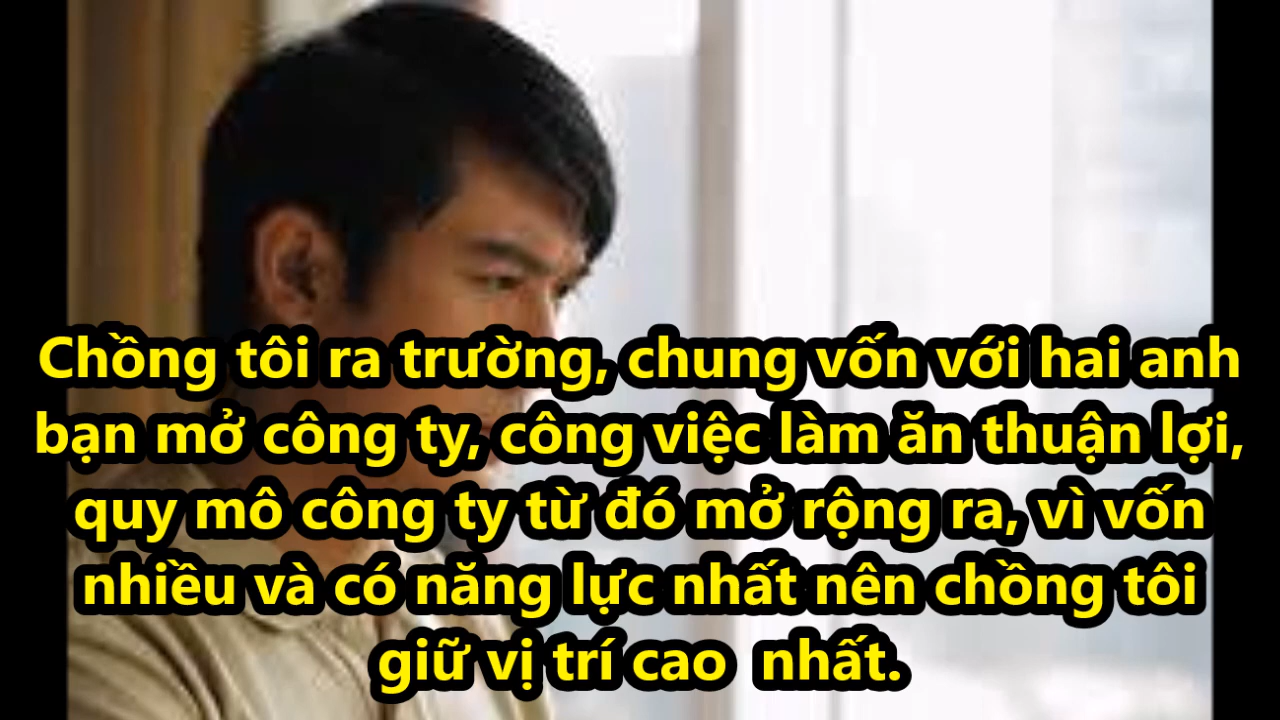 Chồng tôi ra trường, chung vốn với hai anh
bạn mở công ty, công việc làm ăn thuận lợi,
quy mô công ty từ đó mở rộng ra, vì vốn
nhiều và có năng lực nhất nên chồng tôi
giữ vị trí cao  nhất.